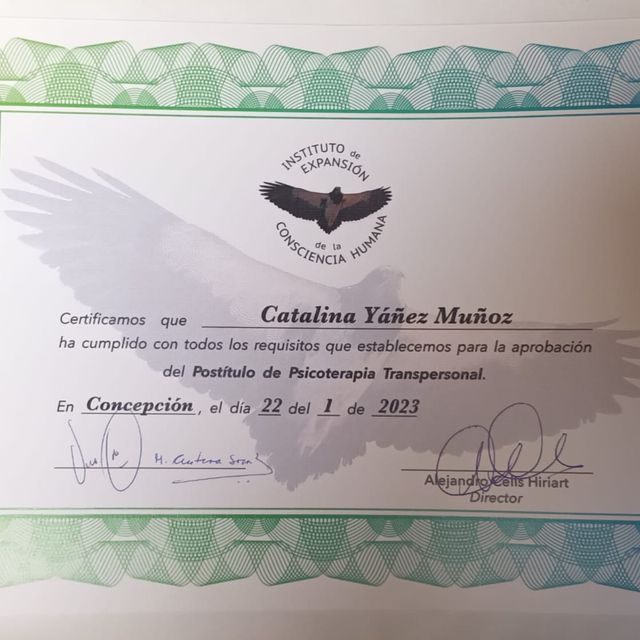 INSTITUTO de
EXPANSIÓN
de la
CONSCIENCIA HUMANA
Certificamos que Catalina Yáñez Muñoz
ha cumplido con todos los requisitos que establecemos para la aprobación
del Postítulo de Psicoterapia Transpersonal.
En Concepción, el día 22 del 1 de 2023
Alejandro Celis Hiriart
Director